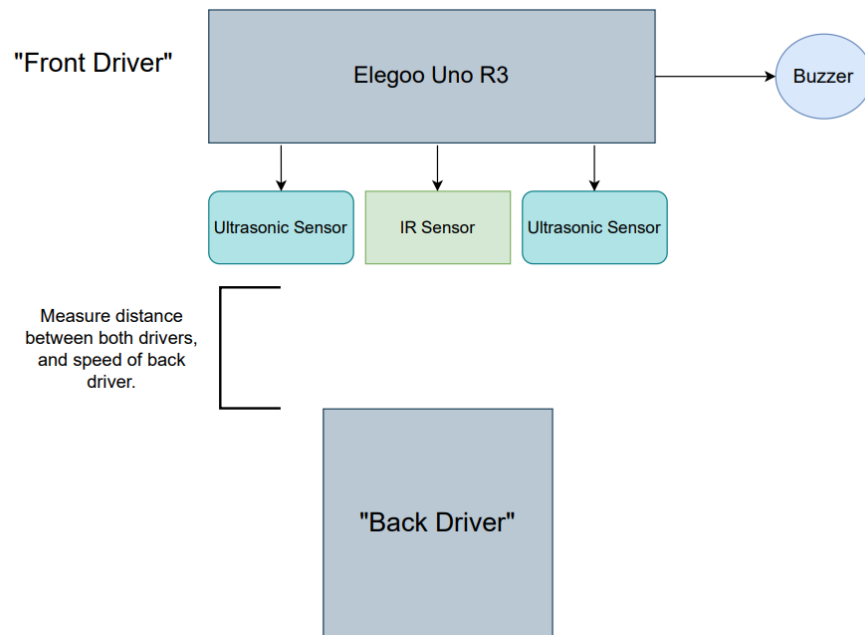 "Front Driver"
Elegoo Uno R3
Buzzer
Ultrasonic Sensor
IR Sensor
Ultrasonic Sensor
Measure distance
between both drivers,
and speed of back
driver.
"Back Driver"